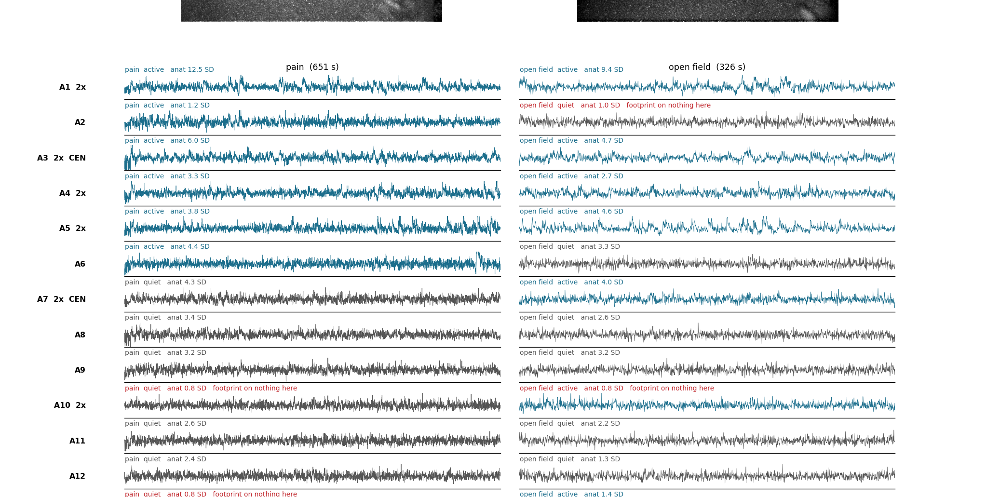 pain  (651 s)
open field  (326 s)
pain  active   anat 12.5 SD
open field  active   anat 9.4 SD
A1  2x
pain  active   anat 1.2 SD
open field  quiet   anat 1.0 SD   footprint on nothing here
A2
pain  active   anat 6.0 SD
open field  active   anat 4.7 SD
A3  2x  CEN
pain  active   anat 3.3 SD
open field  active   anat 2.7 SD
A4  2x
pain  active   anat 3.8 SD
open field  active   anat 4.6 SD
A5  2x
pain  active   anat 4.4 SD
open field  quiet   anat 3.3 SD
A6
pain  quiet   anat 4.3 SD
open field  active   anat 4.0 SD
A7  2x  CEN
pain  quiet   anat 3.4 SD
open field  quiet   anat 2.6 SD
A8
pain  quiet   anat 3.2 SD
open field  quiet   anat 3.2 SD
A9
pain  quiet   anat 0.8 SD   footprint on nothing here
open field  active   anat 0.8 SD   footprint on nothing here
A10  2x
pain  quiet   anat 2.6 SD
open field  quiet   anat 2.2 SD
A11
pain  quiet   anat 2.4 SD
open field  quiet   anat 1.3 SD
A12
pain  quiet   anat 0.8 SD   footprint on nothing here
open field  active   anat 1.4 SD